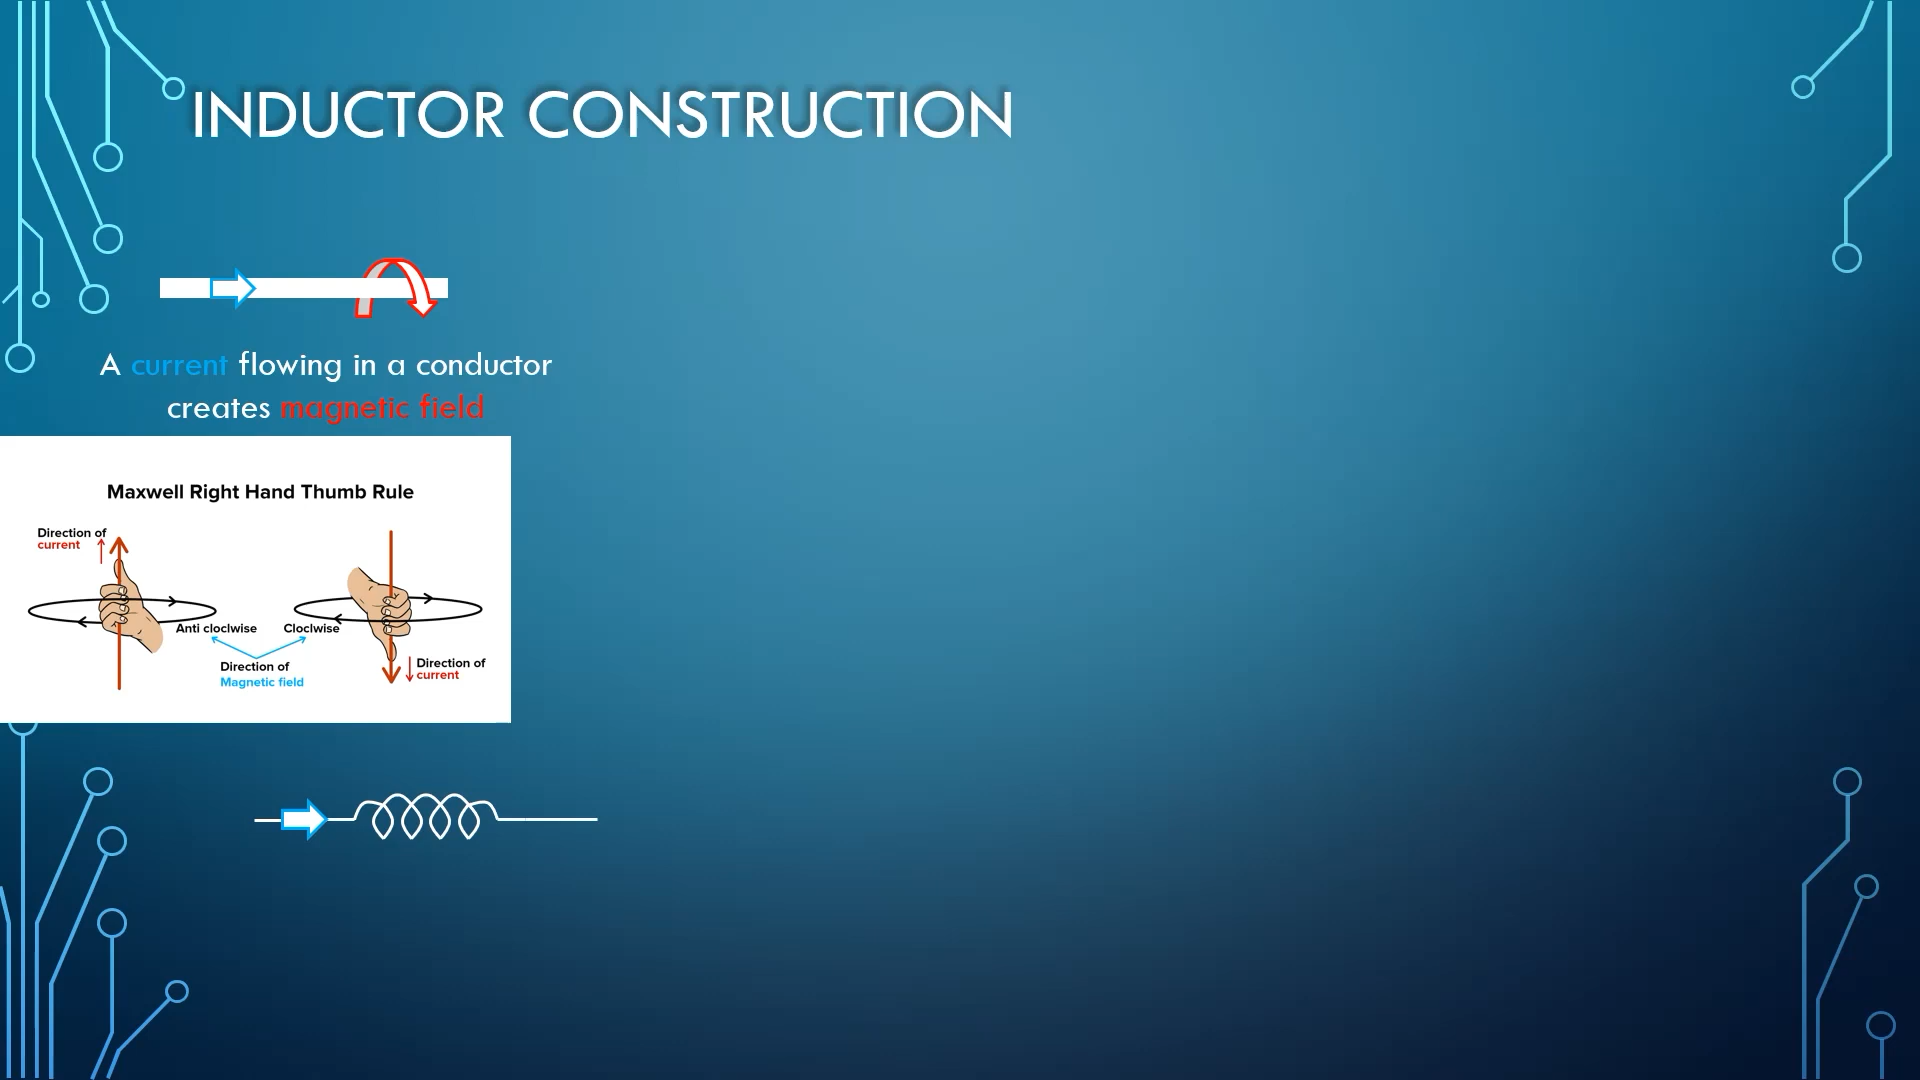 INDUCTOR CONSTRUCTION
A current flowing in a conductor
creates magnetic field
Maxwell Right Hand Thumb Rule
Direction of
current
Anti cloclwise
Cloclwise
Direction of
Magnetic field
Direction of
current